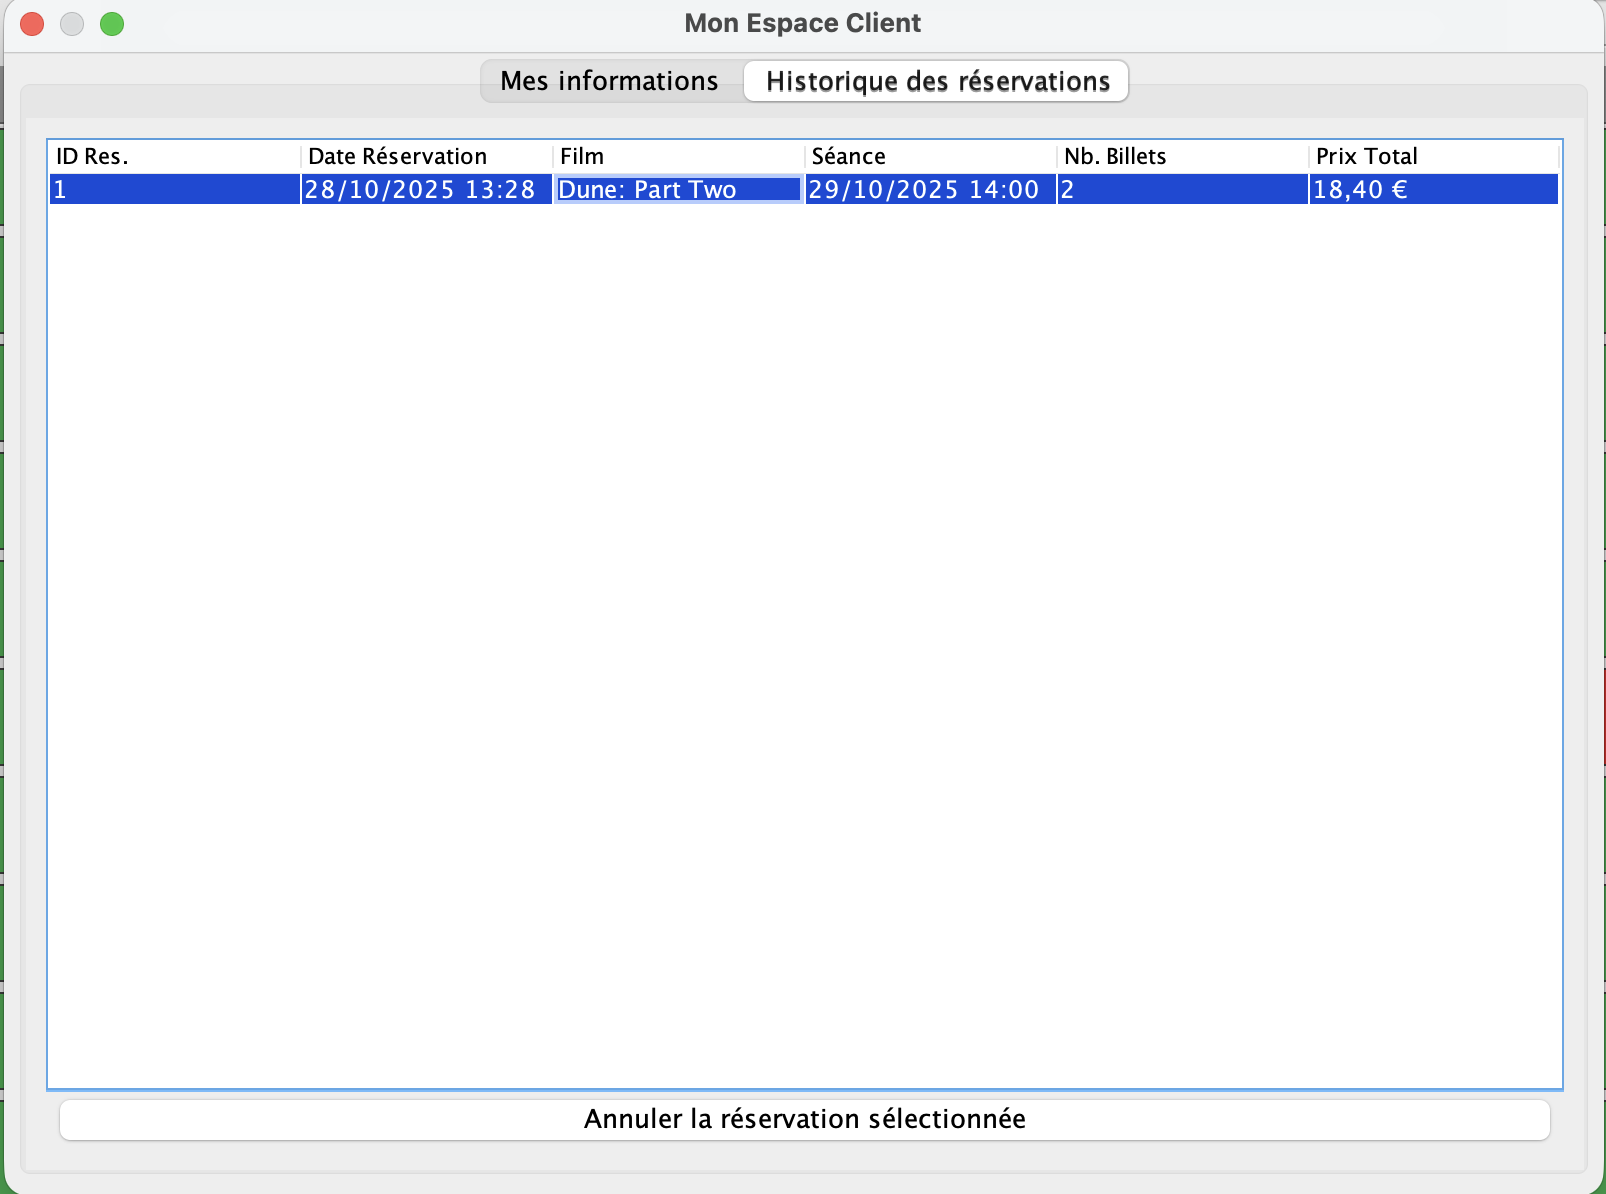 Mon Espace Client
Mes informations Historique des réservations
ID Res. Date Réservation Film Séance Nb. Billets Prix Total
1 28/10/2025 13:28 Dune: Part Two 29/10/2025 14:00 2 18,40 €
Annuler la réservation sélectionnée